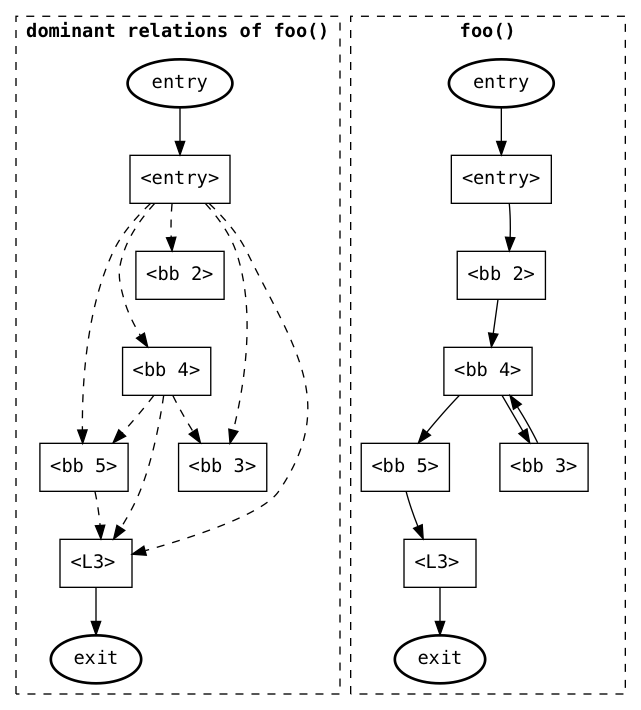 dominant relations of foo()
entry
<entry>
<bb 2>
<bb 4>
<bb 5>
<bb 3>
<L3>
exit
foo()
entry
<entry>
<bb 2>
<bb 4>
<bb 5>
<bb 3>
<L3>
exit